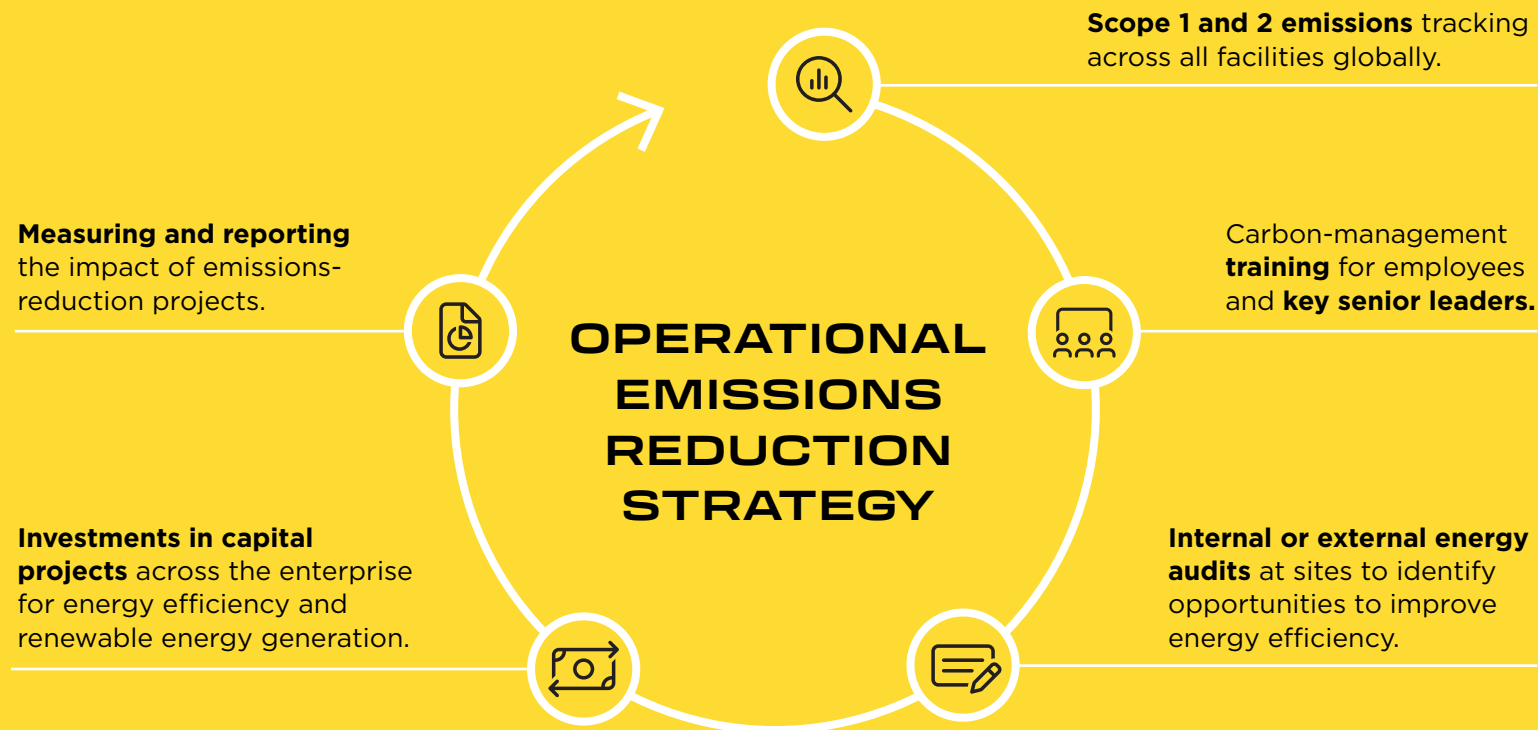 Scope 1 and 2 emissions tracking
across all facilities globally.
Carbon-management
training for employees
and key senior leaders.
Internal or external energy
audits at sites to identify
opportunities to improve
energy efficiency.
Investments in capital
projects across the enterprise
for energy efficiency and
renewable energy generation.
Measuring and reporting
the impact of emissions-
reduction projects.
OPERATIONAL
EMISSIONS
REDUCTION
STRATEGY